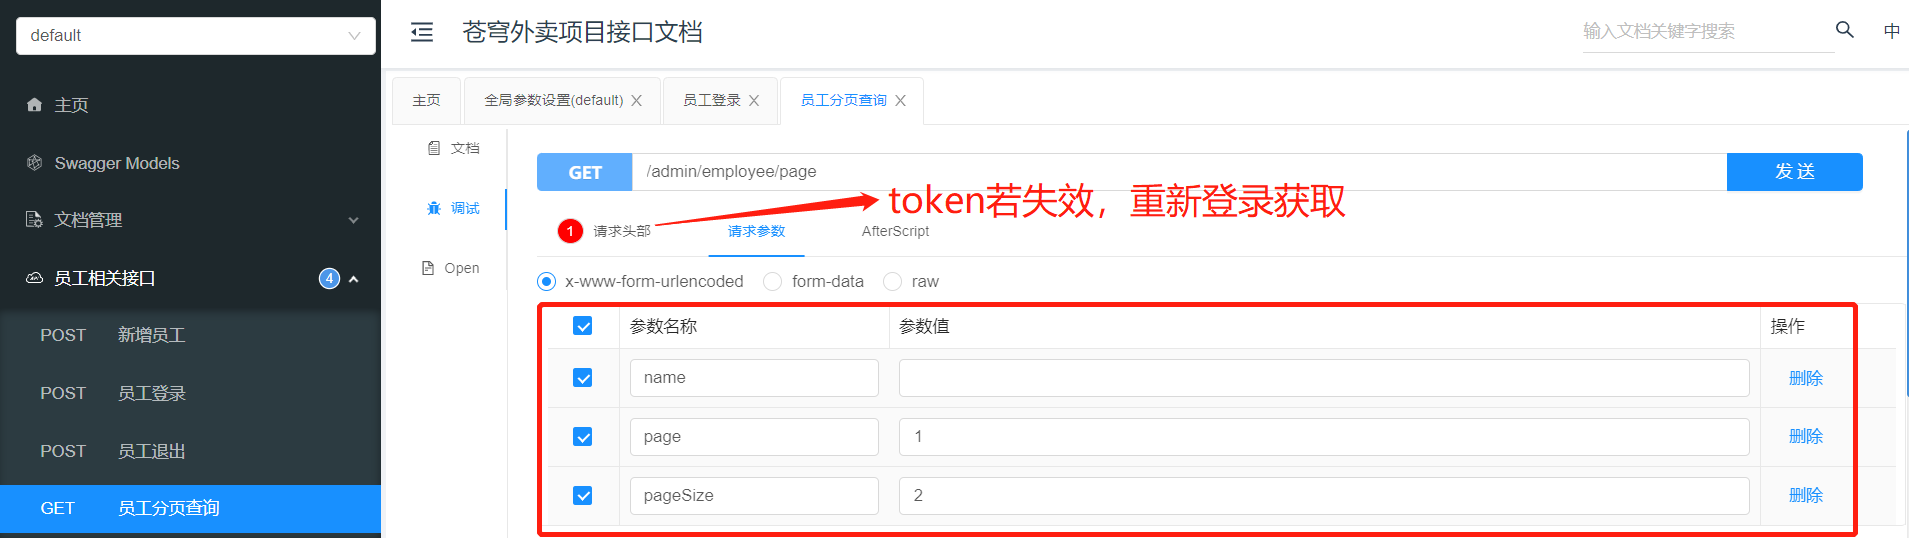 default
主页
Swagger Models
文档管理
员工相关接口 4
POST 新增员工
POST 员工登录
POST 员工退出
GET 员工分页查询
苍穹外卖项目接口文档
输入文档关键字搜索
中
主页 全局参数设置(default) 员工登录 员工分页查询
文档
调试
Open
GET /admin/employee/page 发送
token若失效，重新登录获取
1 请求头部 请求参数 AfterScript
x-www-form-urlencoded form-data raw
参数名称 参数值 操作
name 删除
page 1 删除
pageSize 2 删除